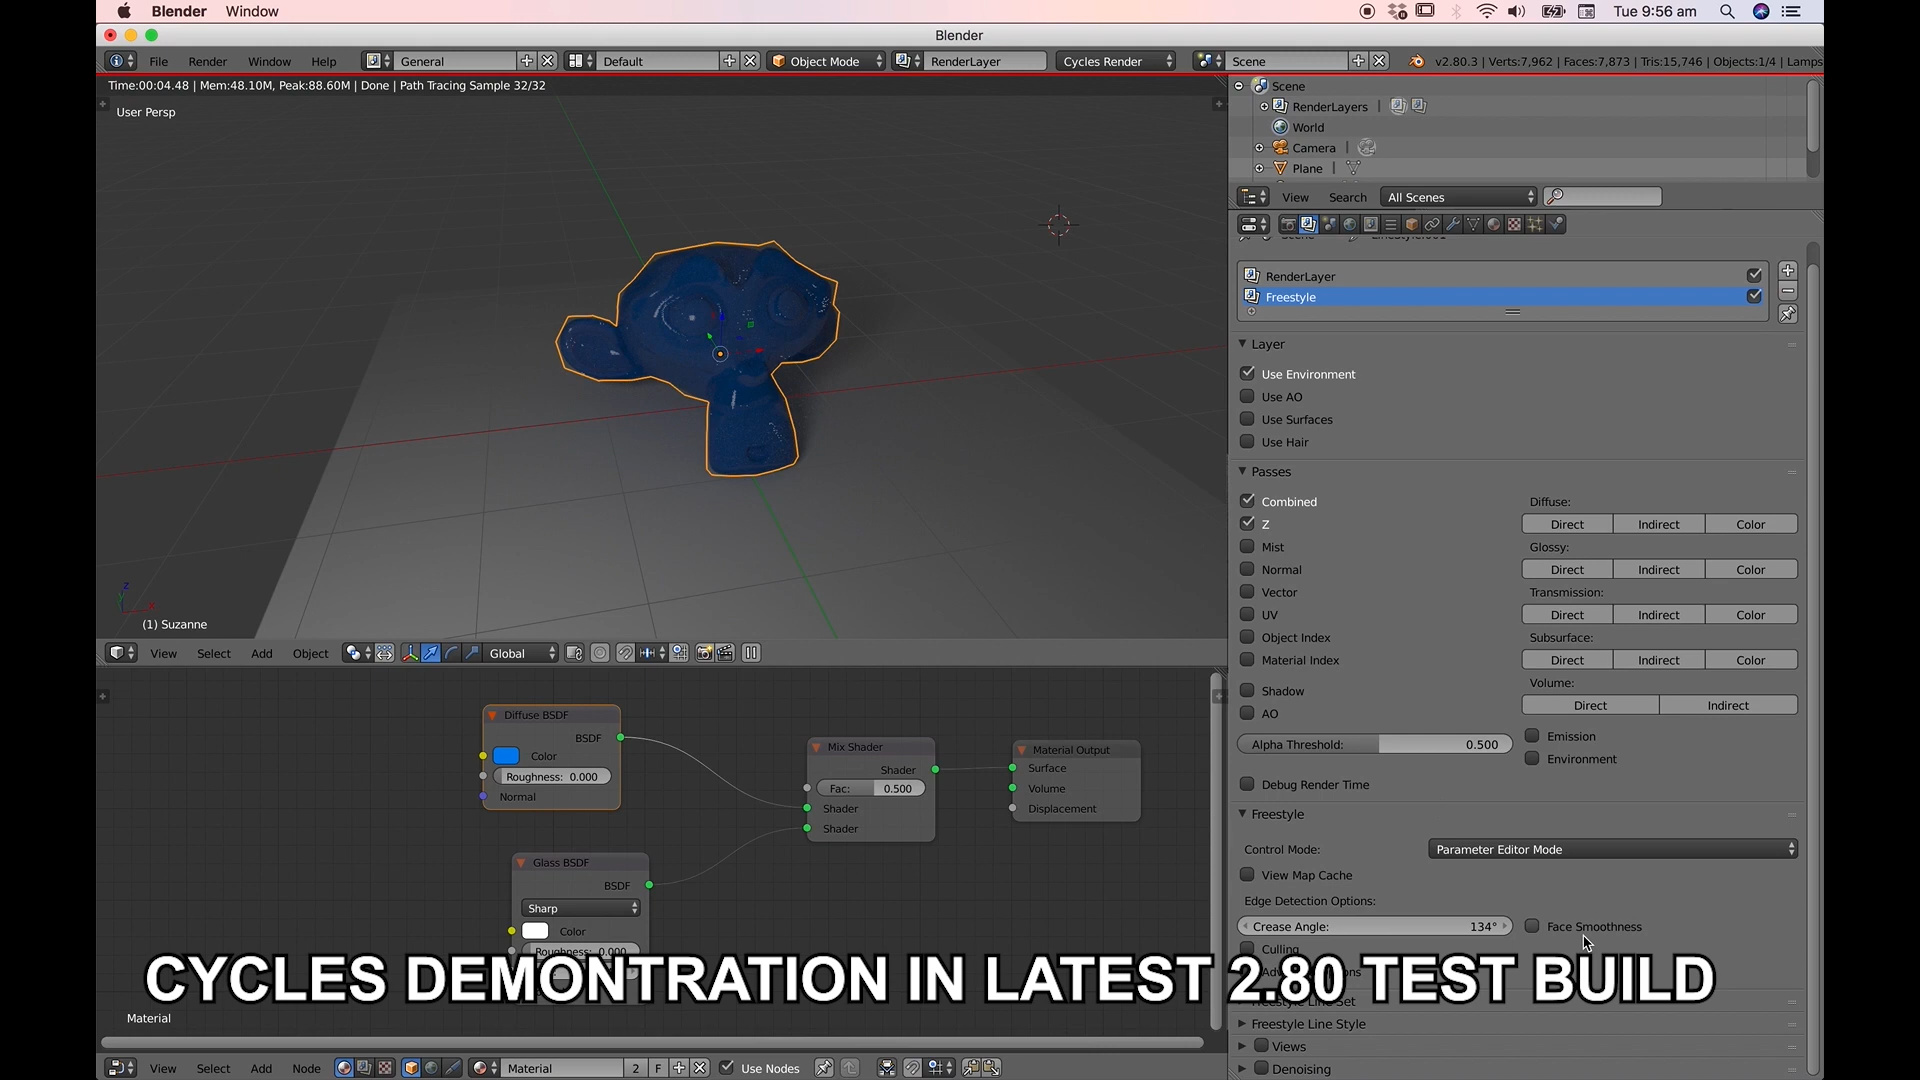 Blender Window
Tue 9:56 am
Blender
File Render Window Help General Default Object Mode RenderLayer Cycles Render Scene v2.80.3 | Verts:7,962 | Faces:7,873 | Tris:15,746 | Objects:1/4 | Lamps
Time:00:04.48 | Mem:48.10M, Peak:88.60M | Done | Path Tracing Sample 32/32
User Persp
(1) Suzanne
View Select Add Object Global
Scene
RenderLayers |
World
Camera |
Plane |
View Search All Scenes
RenderLayer
Freestyle
Layer
Use Environment
Use AO
Use Surfaces
Use Hair
Passes
Combined
Z
Mist
Normal
Vector
UV
Object Index
Material Index
Shadow
AO
Alpha Threshold: 0.500
Debug Render Time
Diffuse:
Direct Indirect Color
Glossy:
Direct Indirect Color
Transmission:
Direct Indirect Color
Subsurface:
Direct Indirect Color
Volume:
Direct Indirect
Emission
Environment
Freestyle
Control Mode: Parameter Editor Mode
View Map Cache
Edge Detection Options:
Crease Angle: 134° Face Smoothness
Culling
Freestyle Line Set
Freestyle Line Style
Views
Denoising
Diffuse BSDF
BSDF
Color
Roughness: 0.000
Normal
Glass BSDF
BSDF
Sharp
Color
Roughness: 0.000
Mix Shader
Shader
Fac: 0.500
Shader
Shader
Material Output
Surface
Volume
Displacement
CYCLES DEMONTRATION IN LATEST 2.80 TEST BUILD
Material
View Select Add Node Material 2 F Use Nodes